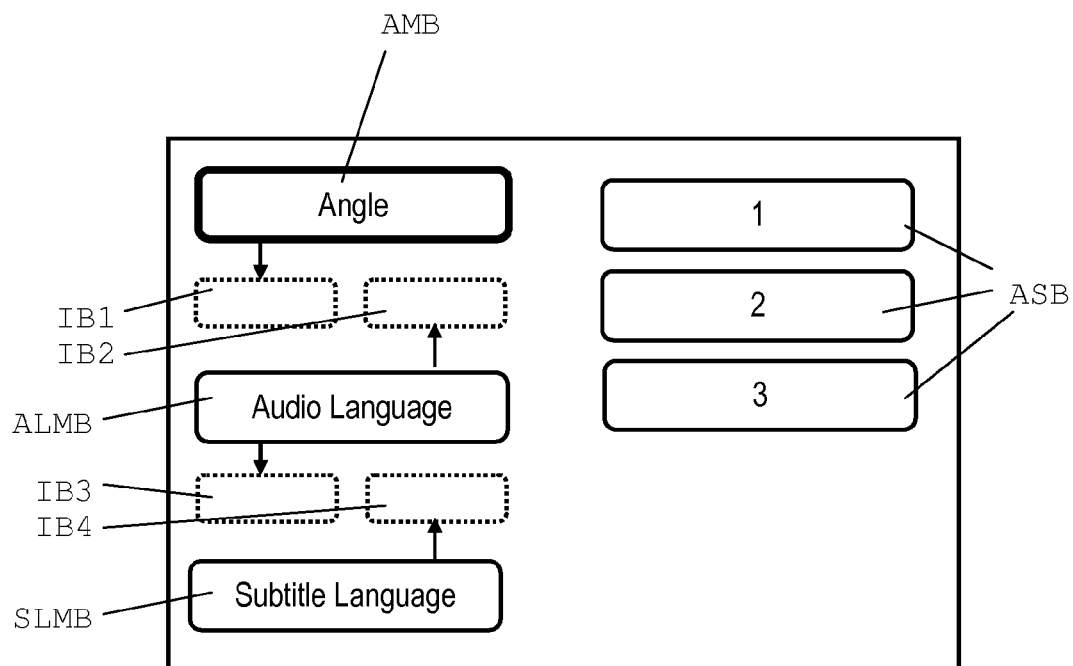 AMB
Angle
1
IB1
2
ASB
IB2
ALMB
Audio Language
3
IB3
IB4
SLMB
Subtitle Language